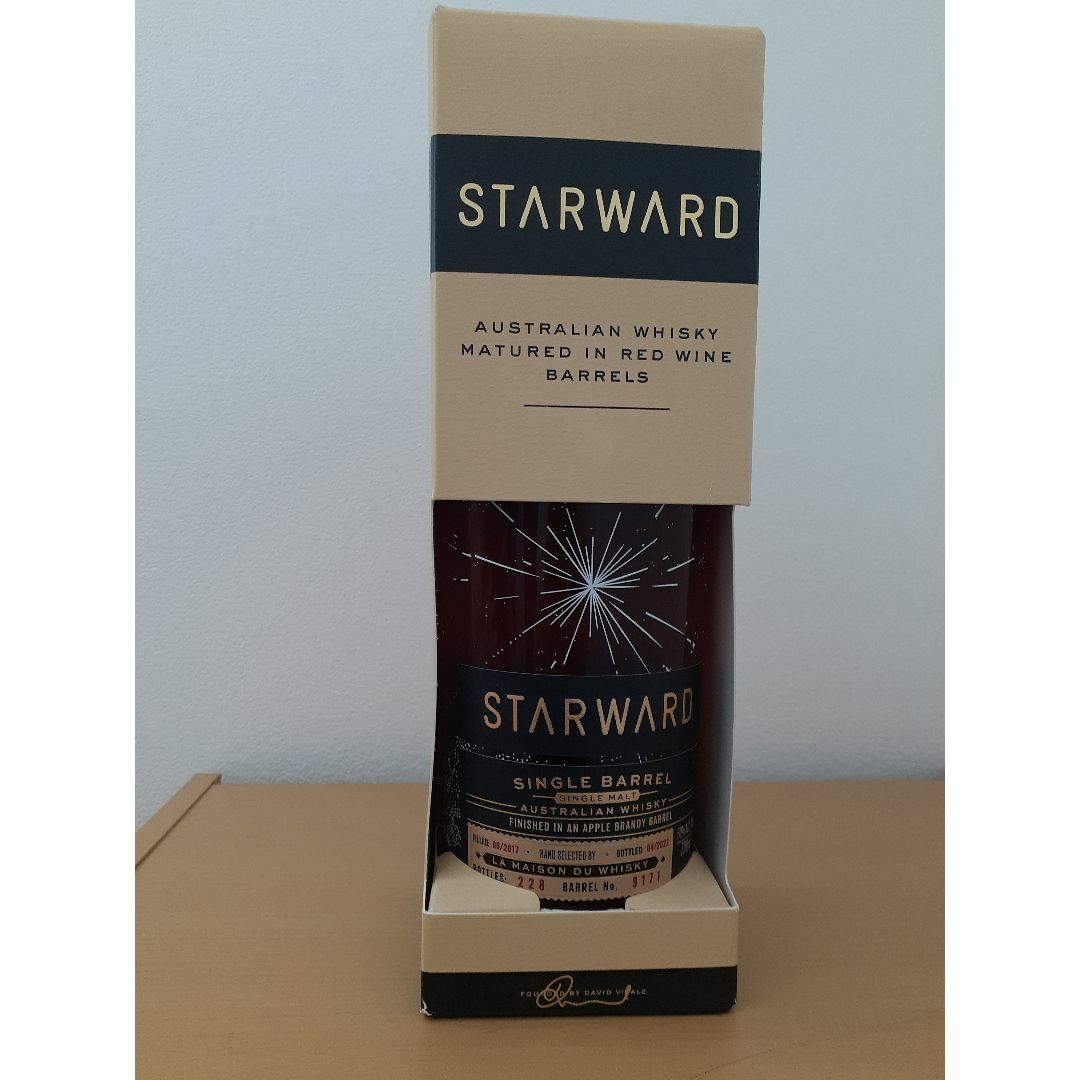 STARWARD
AUSTRALIAN WHISKY
MATURED IN RED WINE
BARRELS
STARWARD
SINGLE BARREL
SINGLE MALT
AUSTRALIAN WHISKY
FINISHED IN AN APPLE BRANDY BARREL
FILLED: 06/2017 • HAND SELECTED BY • BOTTLED: 04/2022
LA MAISON DU WHISKY
BOTTLES: 228 BARREL No. 9171
FOUNDED BY DAVID VITALE